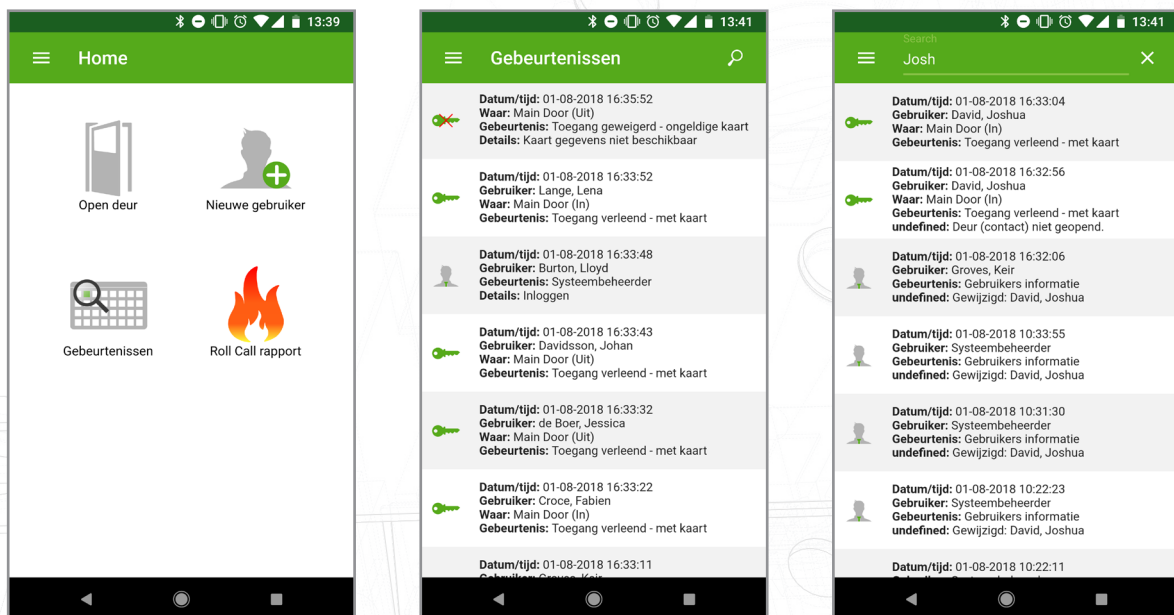 13:39
Home
Open deur
Nieuwe gebruiker
Gebeurtenissen
Roll Call rapport
13:41
Gebeurtenissen
Datum/tijd: 01-08-2018 16:35:52
Waar: Main Door (Uit)
Gebeurtenis: Toegang geweigerd - ongeldige kaart
Details: Kaart gegevens niet beschikbaar
Datum/tijd: 01-08-2018 16:33:52
Gebruiker: Lange, Lena
Waar: Main Door (In)
Gebeurtenis: Toegang verleend - met kaart
Datum/tijd: 01-08-2018 16:33:48
Gebruiker: Burton, Lloyd
Gebeurtenis: Systeembeheerder
Details: Inloggen
Datum/tijd: 01-08-2018 16:33:43
Gebruiker: Davidsson, Johan
Waar: Main Door (Uit)
Gebeurtenis: Toegang verleend - met kaart
Datum/tijd: 01-08-2018 16:33:32
Gebruiker: de Boer, Jessica
Waar: Main Door (Uit)
Gebeurtenis: Toegang verleend - met kaart
Datum/tijd: 01-08-2018 16:33:22
Gebruiker: Croce, Fabien
Waar: Main Door (In)
Gebeurtenis: Toegang verleend - met kaart
Datum/tijd: 01-08-2018 16:33:11
13:41
Search
Josh
Datum/tijd: 01-08-2018 16:33:04
Gebruiker: David, Joshua
Waar: Main Door (In)
Gebeurtenis: Toegang verleend - met kaart
Datum/tijd: 01-08-2018 16:32:56
Gebruiker: David, Joshua
Waar: Main Door (In)
Gebeurtenis: Toegang verleend - met kaart
undefined: Deur (contact) niet geopend.
Datum/tijd: 01-08-2018 16:32:06
Gebruiker: Groves, Keir
Gebeurtenis: Gebruikers informatie
undefined: Gewijzigd: David, Joshua
Datum/tijd: 01-08-2018 10:33:55
Gebruiker: Systeembeheerder
Gebeurtenis: Gebruikers informatie
undefined: Gewijzigd: David, Joshua
Datum/tijd: 01-08-2018 10:31:30
Gebruiker: Systeembeheerder
Gebeurtenis: Gebruikers informatie
undefined: Gewijzigd: David, Joshua
Datum/tijd: 01-08-2018 10:22:23
Gebruiker: Systeembeheerder
Gebeurtenis: Gebruikers informatie
undefined: Gewijzigd: David, Joshua
Datum/tijd: 01-08-2018 10:22:11